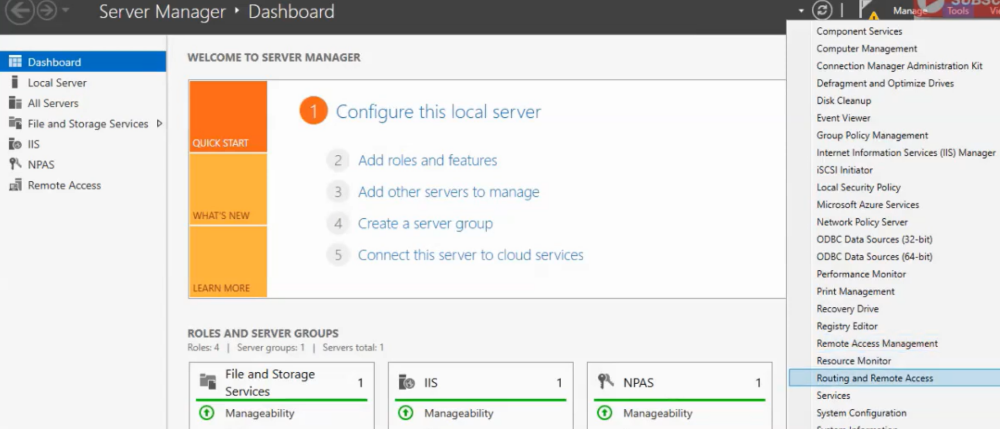 Server Manager ‣ Dashboard
Manage
Tools
Dashboard
Local Server
All Servers
File and Storage Services
IIS
NPAS
Remote Access
WELCOME TO SERVER MANAGER
QUICK START
WHAT'S NEW
LEARN MORE
1 Configure this local server
2 Add roles and features
3 Add other servers to manage
4 Create a server group
5 Connect this server to cloud services
ROLES AND SERVER GROUPS
Roles: 4 | Server groups: 1 | Servers total: 1
File and Storage
Services 1
Manageability
IIS 1
Manageability
NPAS 1
Manageability
Component Services
Computer Management
Connection Manager Administration Kit
Defragment and Optimize Drives
Disk Cleanup
Event Viewer
Group Policy Management
Internet Information Services (IIS) Manager
iSCSI Initiator
Local Security Policy
Microsoft Azure Services
Network Policy Server
ODBC Data Sources (32-bit)
ODBC Data Sources (64-bit)
Performance Monitor
Print Management
Recovery Drive
Registry Editor
Remote Access Management
Resource Monitor
Routing and Remote Access
Services
System Configuration